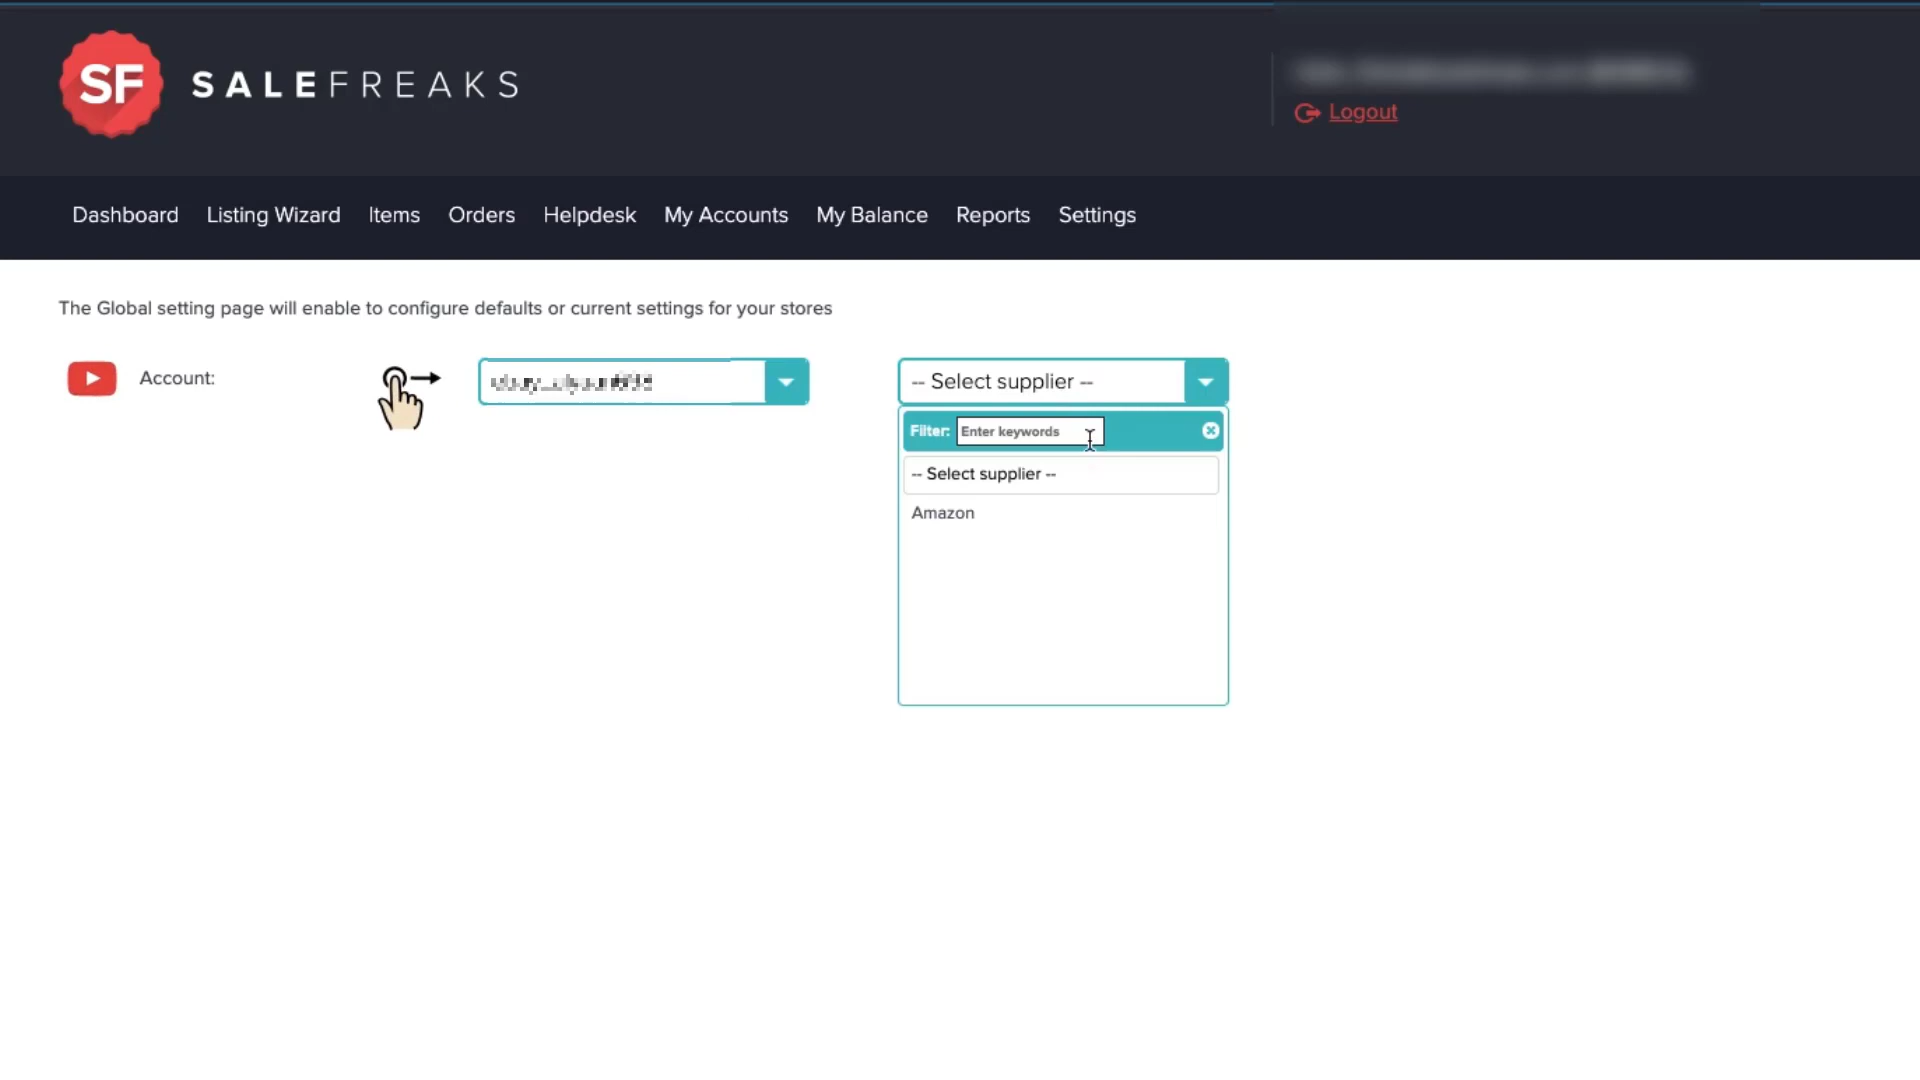 SF
SALEFREAKS
Logout
Dashboard Listing Wizard Items Orders Helpdesk My Accounts My Balance Reports Settings
The Global setting page will enable to configure defaults or current settings for your stores
Account:
-- Select supplier --
Filter: Enter keywords
-- Select supplier --
Amazon